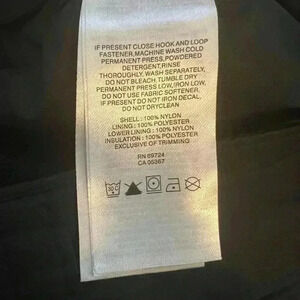 IF PRESENT CLOSE HOOK AND LOOP
FASTENER,MACHINE WASH COLD
PERMANENT PRESS,POWDERED
DETERGENT,RINSE
THOROUGHLY, WASH SEPARATELY,
DO NOT BLEACH, TUMBLE DRY
PERMANENT PRESS LOW, IRON LOW,
DO NOT USE FABRIC SOFTENER,
IF PRESENT DO NOT IRON DECAL,
DO NOT DRYCLEAN
SHELL : 100% NYLON
LINING : 100% POLYESTER
LOWER LINING : 100% NYLON
INSULATION : 100% POLYESTER
EXCLUSIVE OF TRIMMING
RN 69724
CA 05367